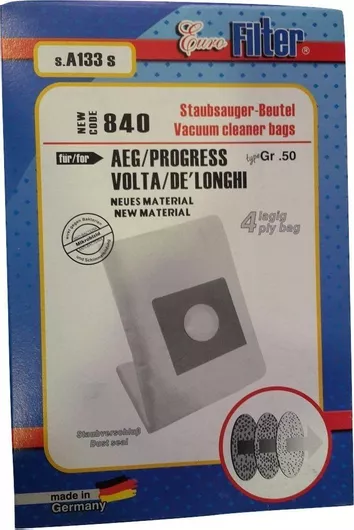 s.A133 s
Euro Filter®
NEW CODE 840
Staubsauger-Beutel
Vacuum cleaner bags
für/for
AEG/PROGRESS
type Gr.50
VOLTA/DE'LONGHI
NEUES MATERIAL
NEW MATERIAL
Mikrobiostat
4 lagig
ply bag
Staubverschluß
Dust seal
made in
Germany